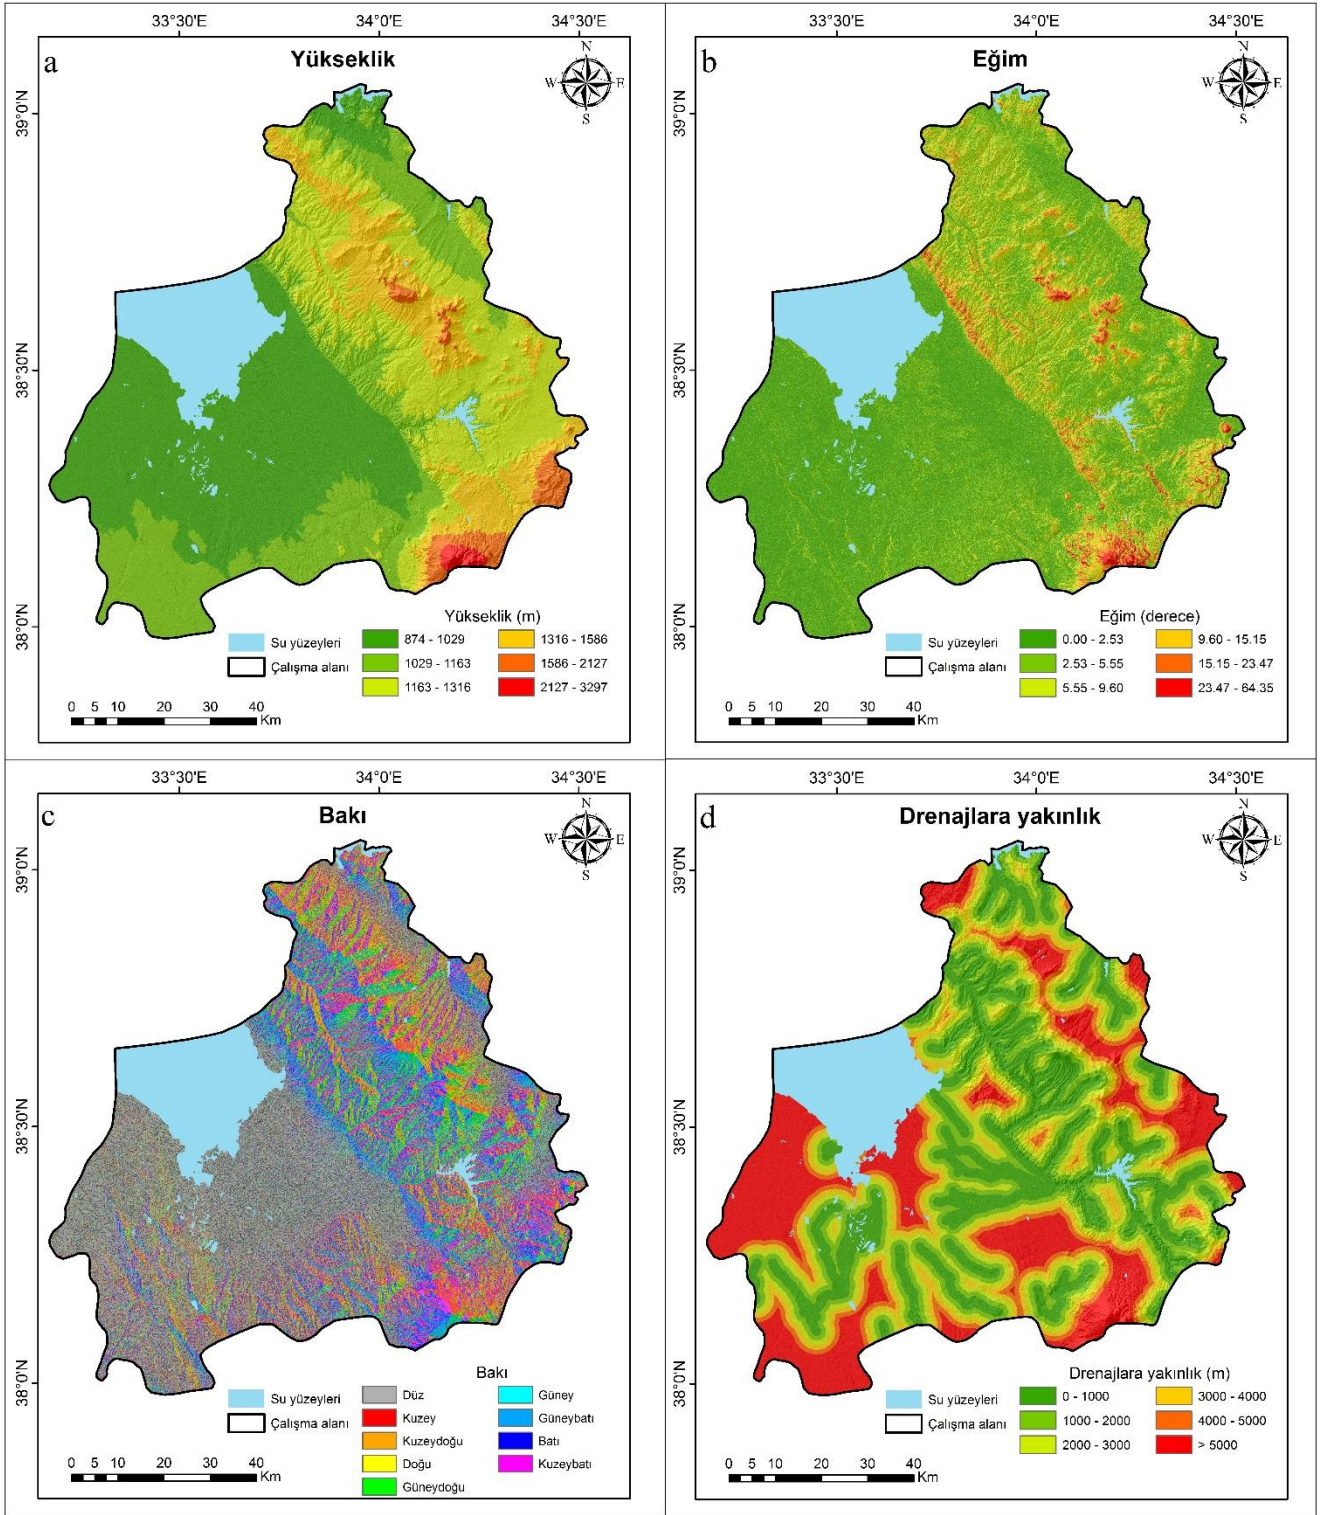 33°30'E 34°0'E 34°30'E
a
Yükseklik
N
W E
S
39°0'N
38°30'N
38°0'N
Yükseklik (m)
Su yüzeyleri
Çalışma alanı
874 - 1029
1029 - 1163
1163 - 1316
1316 - 1586
1586 - 2127
2127 - 3297
0 5 10 20 30 40
Km
33°30'E 34°0'E 34°30'E
b
Eğim
N
W E
S
39°0'N
38°30'N
38°0'N
Eğim (derece)
Su yüzeyleri
Çalışma alanı
0.00 - 2.53
2.53 - 5.55
5.55 - 9.60
9.60 - 15.15
15.15 - 23.47
23.47 - 64.35
0 5 10 20 30 40
Km
33°30'E 34°0'E 34°30'E
c
Bakı
N
W E
S
39°0'N
38°30'N
38°0'N
Bakı
Su yüzeyleri
Çalışma alanı
Düz
Kuzey
Kuzeydoğu
Doğu
Güneydoğu
Güney
Güneybatı
Batı
Kuzeybatı
0 5 10 20 30 40
Km
33°30'E 34°0'E 34°30'E
d
Drenajlara yakınlık
N
W E
S
39°0'N
38°30'N
38°0'N
Drenajlara yakınlık (m)
Su yüzeyleri
Çalışma alanı
0 - 1000
1000 - 2000
2000 - 3000
3000 - 4000
4000 - 5000
> 5000
0 5 10 20 30 40
Km